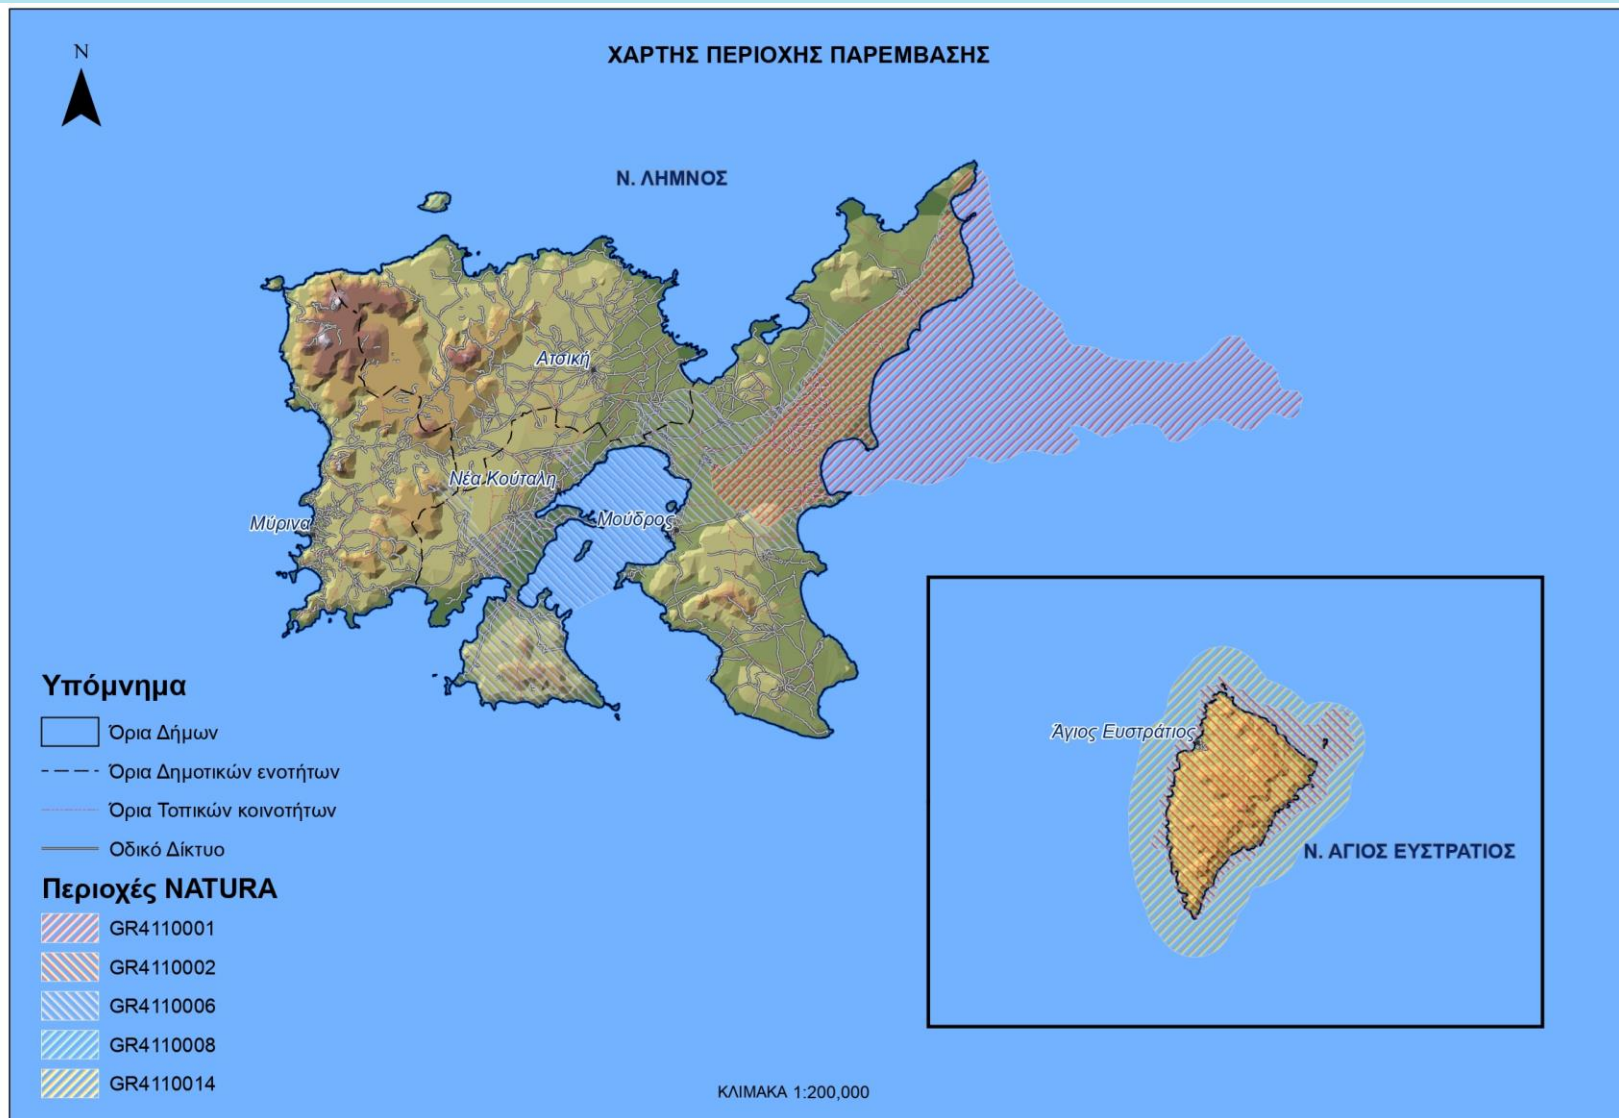 ΧΑΡΤΗΣ ΠΕΡΙΟΧΗΣ ΠΑΡΕΜΒΑΣΗΣ
N
Ν. ΛΗΜΝΟΣ
Ατσική
Νέα Κούταλη
Μύρινα
Μούδρος
Άγιος Ευστράτιος
Ν. ΑΓΙΟΣ ΕΥΣΤΡΑΤΙΟΣ
Υπόμνημα
Όρια Δήμων
Όρια Δημοτικών ενοτήτων
Όρια Τοπικών κοινοτήτων
Οδικό Δίκτυο
Περιοχές NATURA
GR4110001
GR4110002
GR4110006
GR4110008
GR4110014
ΚΛΙΜΑΚΑ 1:200,000